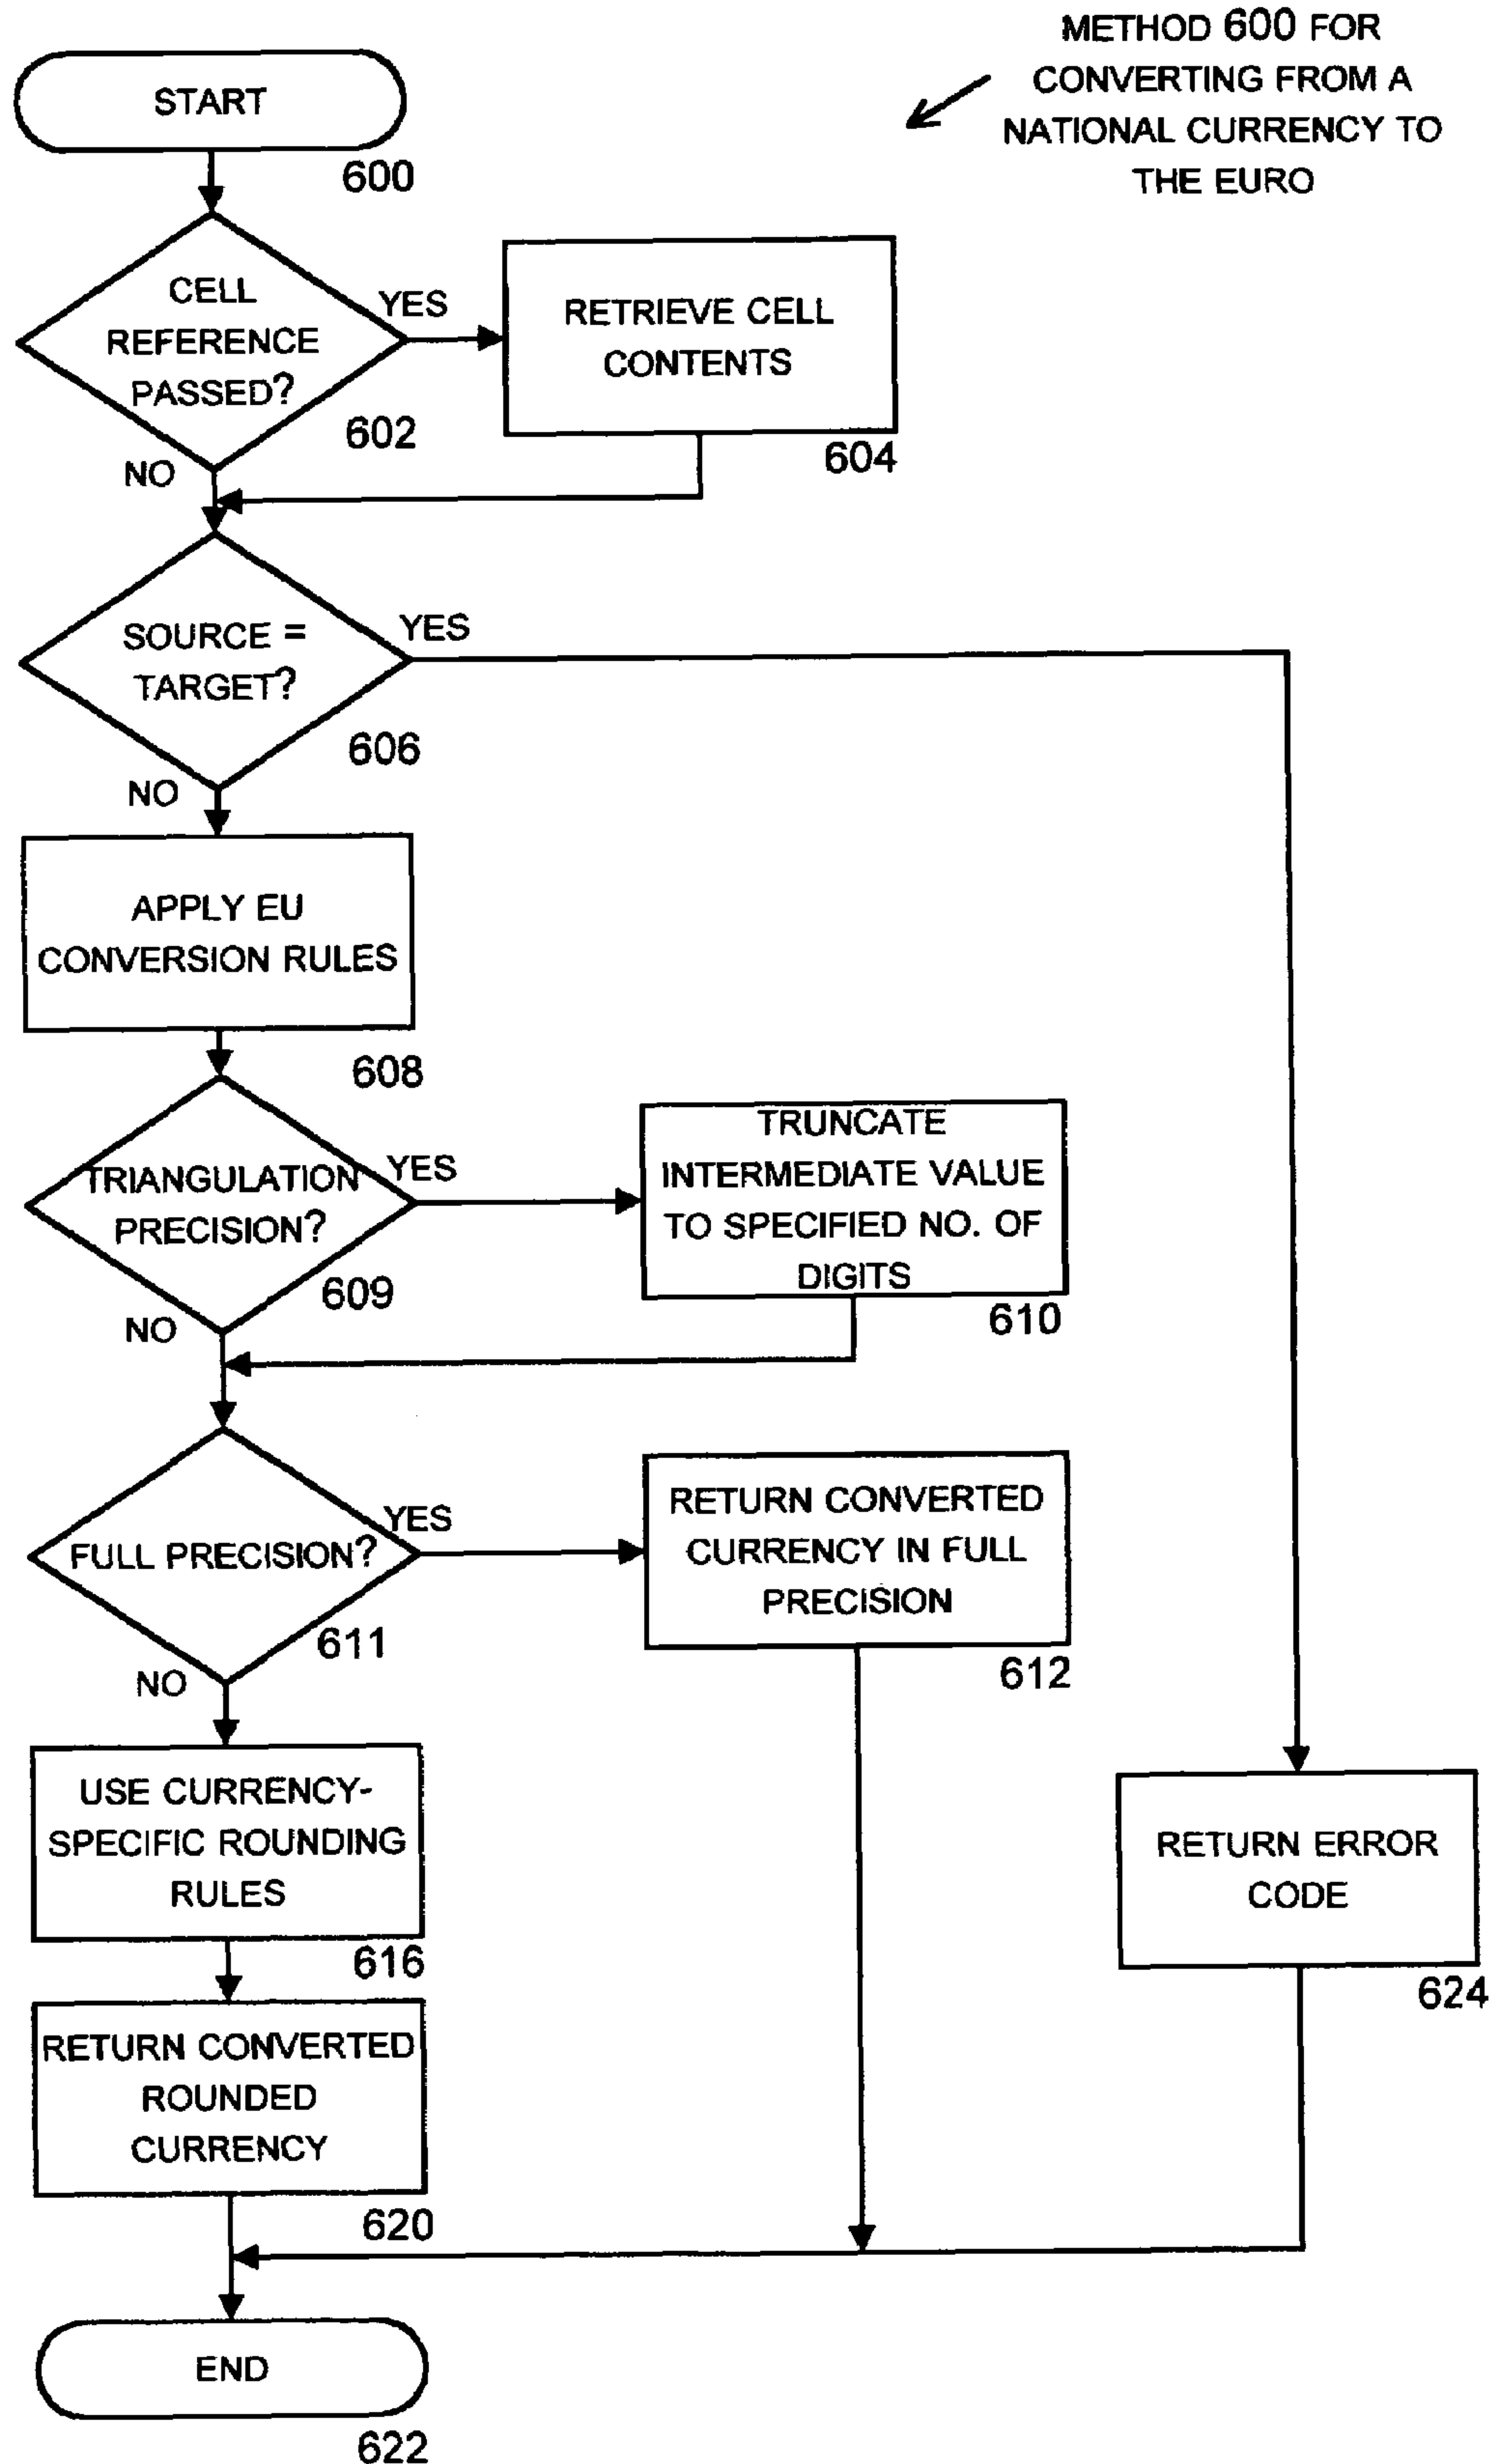 METHOD 600 FOR
CONVERTING FROM A
NATIONAL CURRENCY TO
THE EURO
START
600
CELL
REFERENCE
PASSED?
YES
602
NO
RETRIEVE CELL
CONTENTS
604
SOURCE =
TARGET?
YES
606
NO
APPLY EU
CONVERSION RULES
608
TRIANGULATION
PRECISION?
YES
609
NO
TRUNCATE
INTERMEDIATE VALUE
TO SPECIFIED NO. OF
DIGITS
610
FULL PRECISION?
YES
611
NO
RETURN CONVERTED
CURRENCY IN FULL
PRECISION
612
USE CURRENCY-
SPECIFIC ROUNDING
RULES
616
RETURN ERROR
CODE
624
RETURN CONVERTED
ROUNDED
CURRENCY
620
END
622